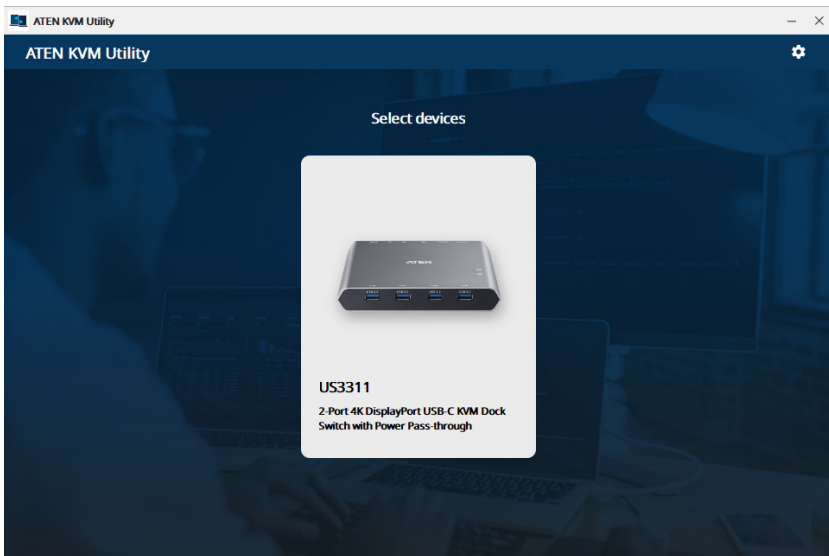 ATEN KVM Utility
ATEN KVM Utility
Select devices
ATEN
US3311
2-Port 4K DisplayPort USB-C KVM Dock
Switch with Power Pass-through